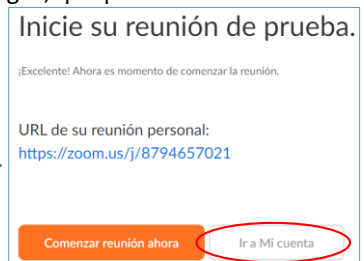 Inicie su reunión de prueba.
¡Excelente! Ahora es momento de comenzar la reunión.
URL de su reunión personal:
https://zoom.us/j/8794657021
Comenzar reunión ahora
Ir a Mi cuenta